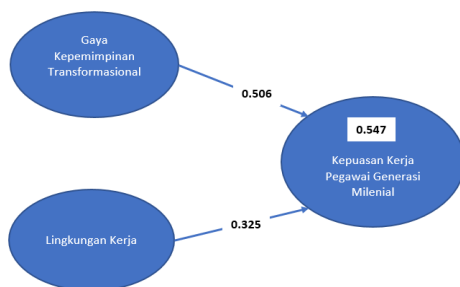 Gaya
Kepemimpinan
Transformasional
0.506
0.547
Kepuasan Kerja
Pegawai Generasi
Milenial
Lingkungan Kerja
0.325